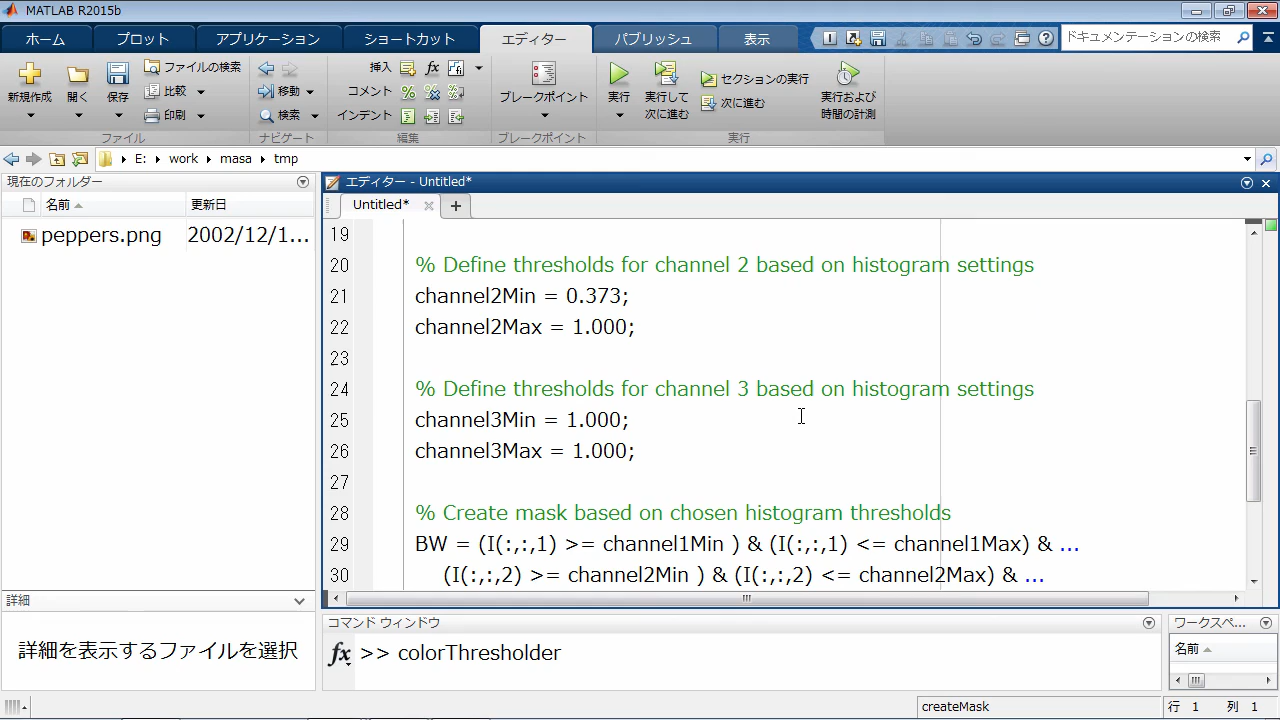 MATLAB R2015b
ホーム プロット アプリケーション ショートカット エディター パブリッシュ 表示 ドキュメンテーションの検索
新規作成 開く 保存 ファイルの検索 比較 印刷
移動 検索
挿入 fx
コメント
インデント
ブレークポイント
実行 実行して次に進む セクションの実行 次に進む 実行および時間の計測
ファイル ナビゲート 編集 ブレークポイント 実行
E: work masa tmp
現在のフォルダー
名前 更新日
peppers.png 2002/12/1...
詳細
詳細を表示するファイルを選択
エディター - Untitled*
Untitled* +
19
20 % Define thresholds for channel 2 based on histogram settings
21 channel2Min = 0.373;
22 channel2Max = 1.000;
23
24 % Define thresholds for channel 3 based on histogram settings
25 channel3Min = 1.000;
26 channel3Max = 1.000;
27
28 % Create mask based on chosen histogram thresholds
29 BW = (I(:,:,1) >= channel1Min ) & (I(:,:,1) <= channel1Max) & ...
30 (I(:,:,2) >= channel2Min ) & (I(:,:,2) <= channel2Max) & ...
コマンド ウィンドウ
fx >> colorThresholder
ワークスペ...
名前
createMask
行 1 列 1